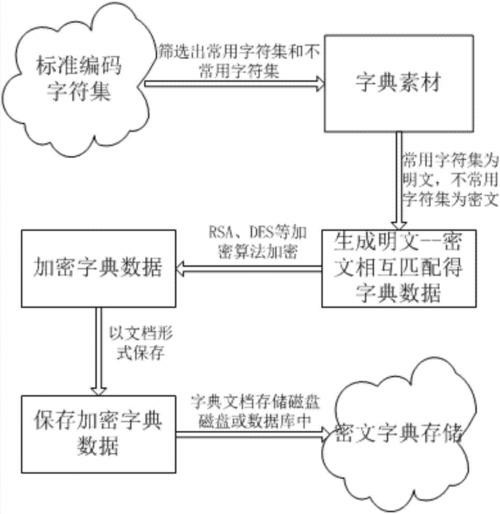 标准编码
字符集
筛选出常用字符集和不
常用字符集
字典素材
常用字符集为
明文，不常用
字符集为密文
生成明文--密
文相互匹配得
字典数据
RSA、DES等加
密算法加密
加密字典数据
以文档形
式保存
保存加密字典
数据
字典文档存储磁盘
磁盘或数据库中
密文字典存储